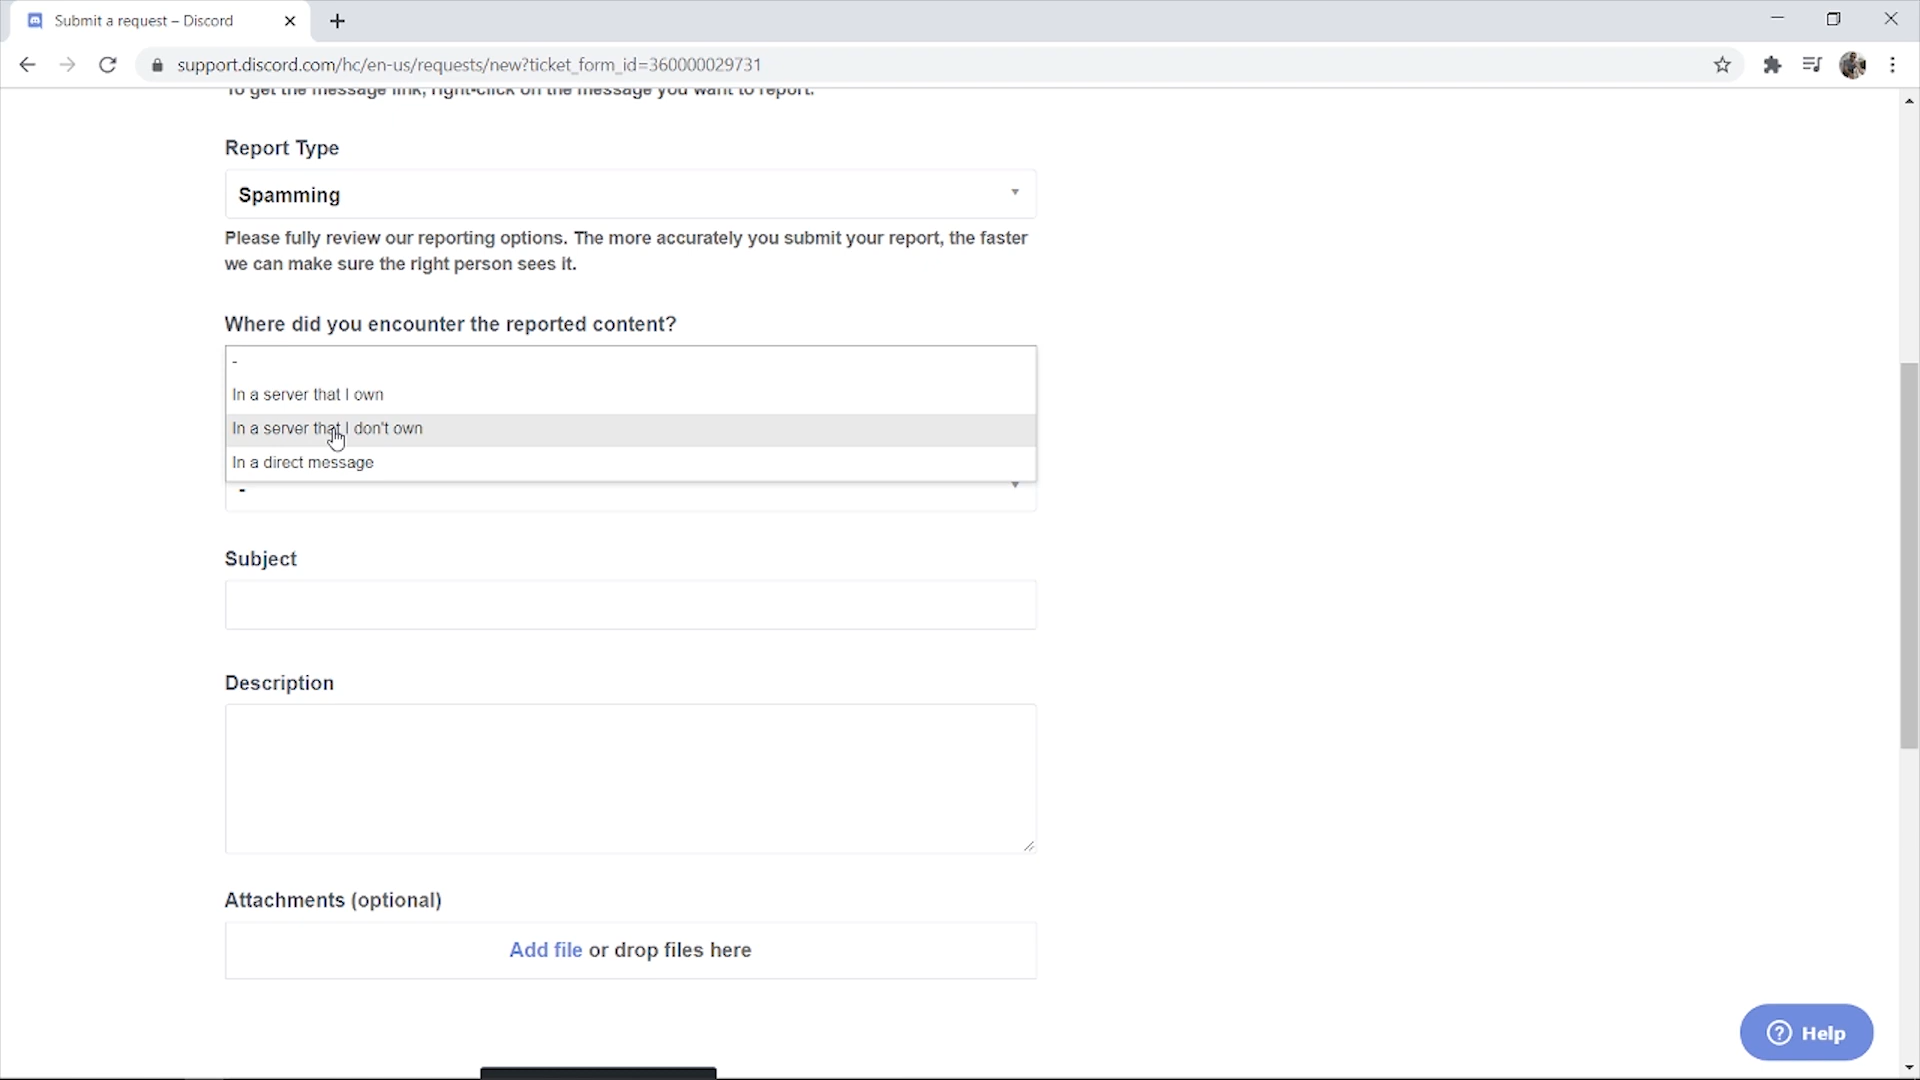 Submit a request – Discord
support.discord.com/hc/en-us/requests/new?ticket_form_id=360000029731
To get the message link, right-click on the message you want to report.
Report Type
Spamming
Please fully review our reporting options. The more accurately you submit your report, the faster
we can make sure the right person sees it.
Where did you encounter the reported content?
-
In a server that I own
In a server that I don't own
In a direct message
-
Subject
Description
Attachments (optional)
Add file or drop files here
Help